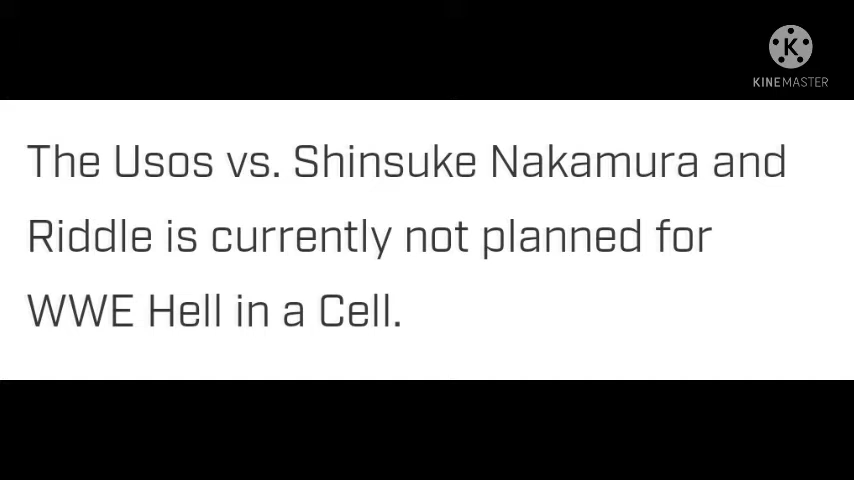 KINEMASTER
The Usos vs. Shinsuke Nakamura and
Riddle is currently not planned for
WWE Hell in a Cell.